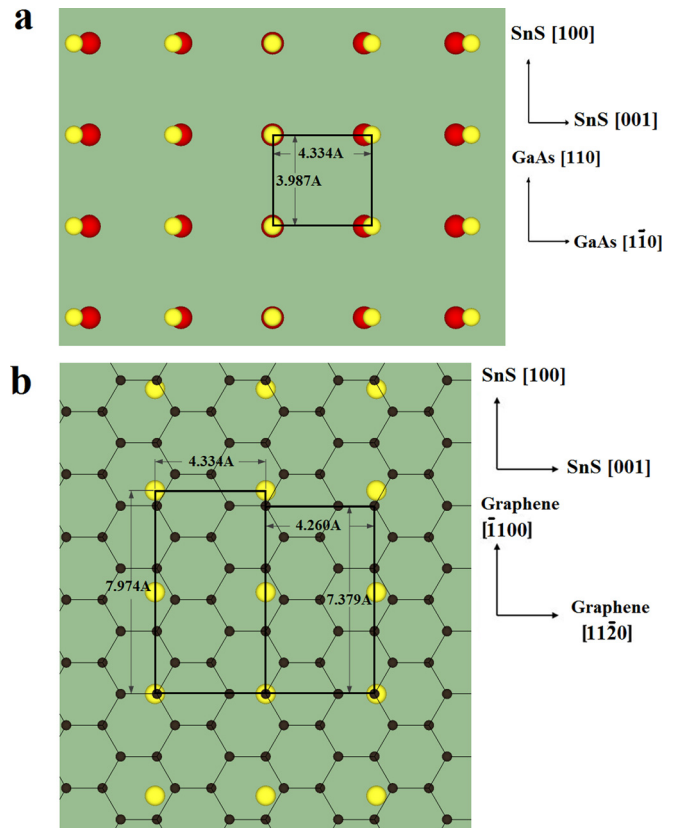 a
SnS [100]
SnS [001]
4.334A
3.987A
GaAs [110]
GaAs [11̄0]
b
SnS [100]
SnS [001]
4.334A
4.260A
7.974A
7.379A
Graphene
[1̄100]
Graphene
[112̄0]